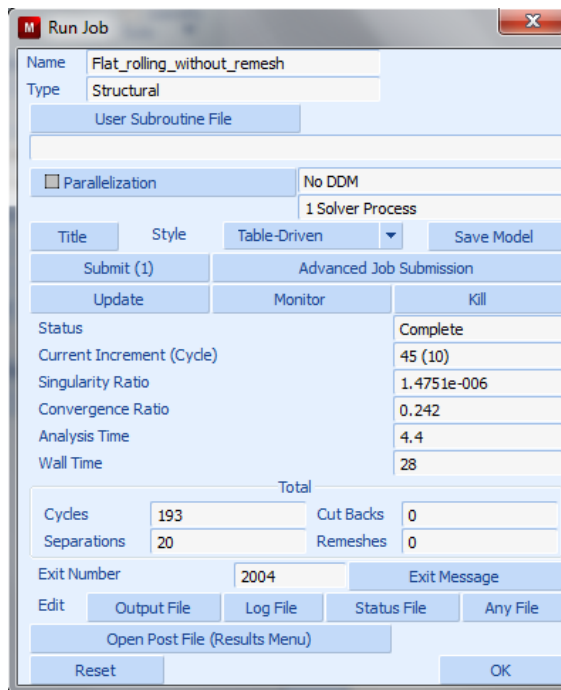 M Run Job X
Name Flat_rolling_without_remesh
Type Structural
User Subroutine File
Parallelization No DDM
1 Solver Process
Title Style Table-Driven Save Model
Submit (1) Advanced Job Submission
Update Monitor Kill
Status Complete
Current Increment (Cycle) 45 (10)
Singularity Ratio 1.4751e-006
Convergence Ratio 0.242
Analysis Time 4.4
Wall Time 28
Total
Cycles 193 Cut Backs 0
Separations 20 Remeshes 0
Exit Number 2004 Exit Message
Edit Output File Log File Status File Any File
Open Post File (Results Menu)
Reset OK